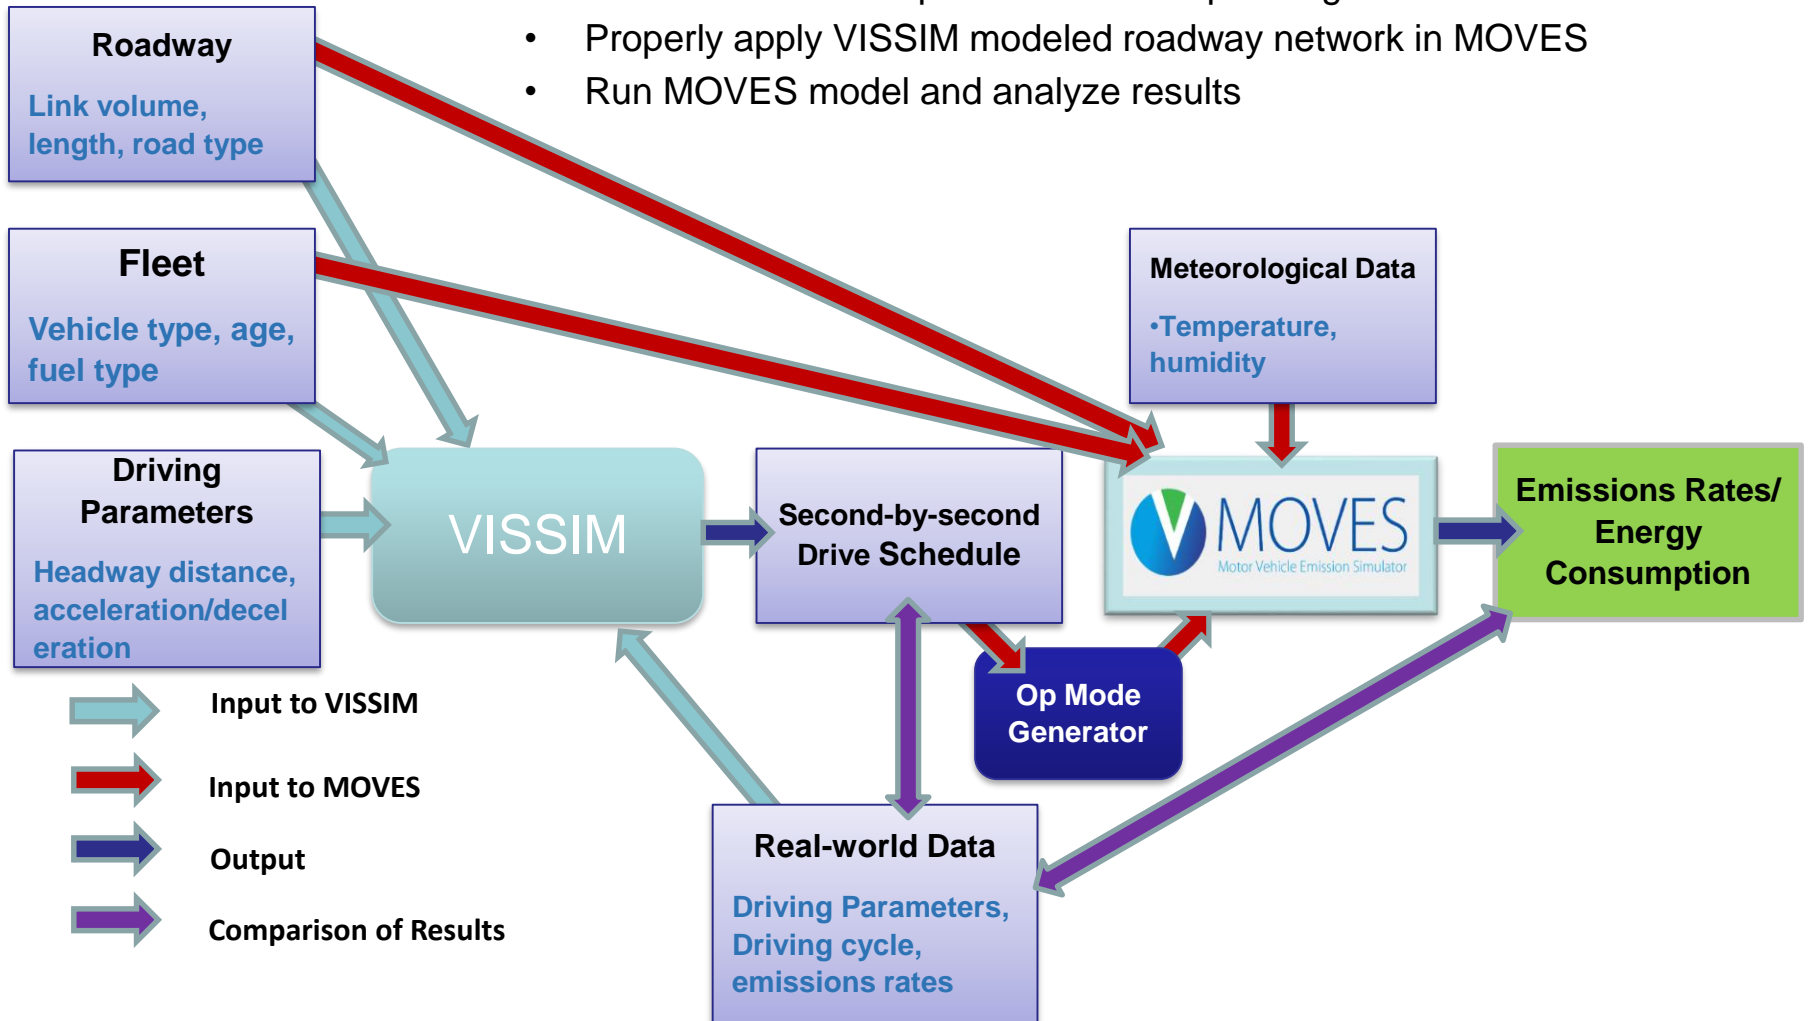 • Properly apply VISSIM modeled roadway network in MOVES
• Run MOVES model and analyze results
Roadway
Link volume,
length, road type
Fleet
Vehicle type, age,
fuel type
Meteorological Data
•Temperature,
humidity
Driving
Parameters
Headway distance,
acceleration/decel
eration
VISSIM
Second-by-second
Drive Schedule
MOVES
Motor Vehicle Emission Simulator
Emissions Rates/
Energy
Consumption
Op Mode
Generator
Input to VISSIM
Input to MOVES
Output
Comparison of Results
Real-world Data
Driving Parameters,
Driving cycle,
emissions rates